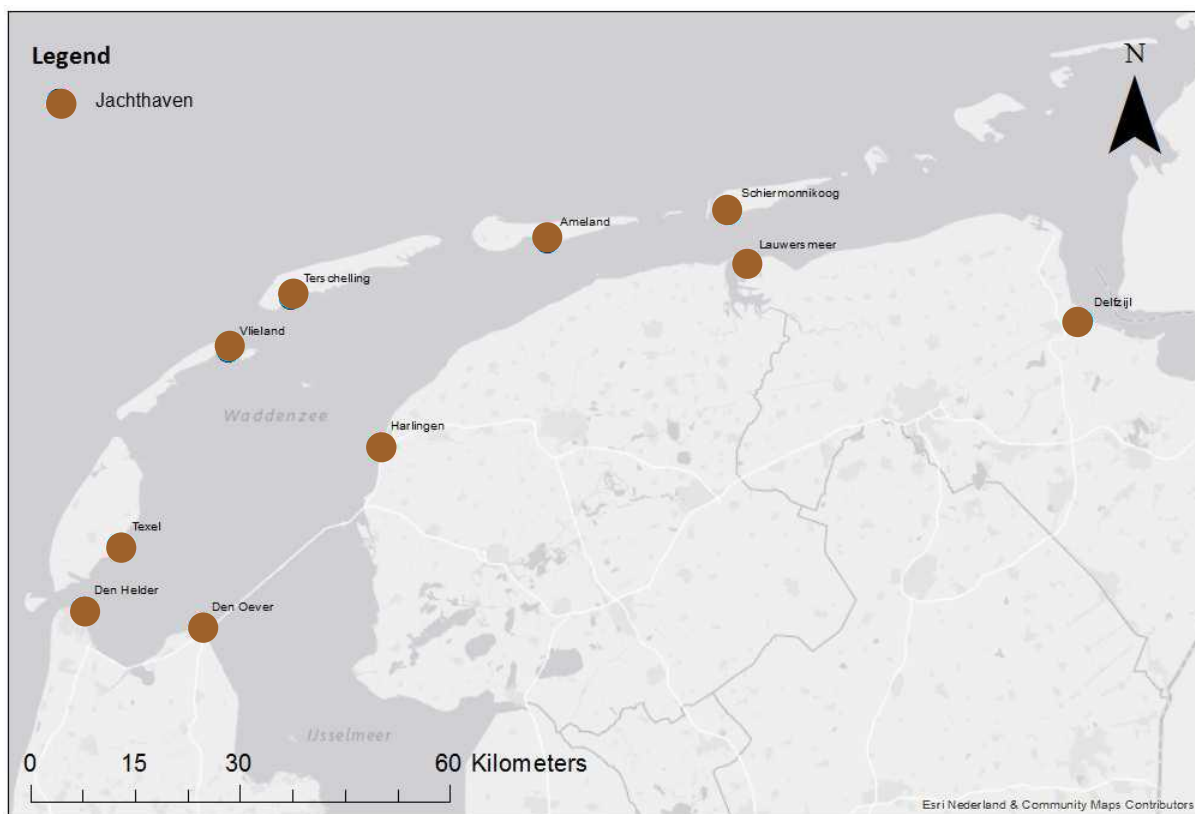 Legend
Jachthaven
N
Schiermonnikoog
Ameland
Lauwersmeer
Terschelling
Delfzijl
Vlieland
Waddenzee
Harlingen
Texel
Den Helder
Den Oever
IJsselmeer
0 15 30 60 Kilometers
Esri Nederland & Community Maps Contributors